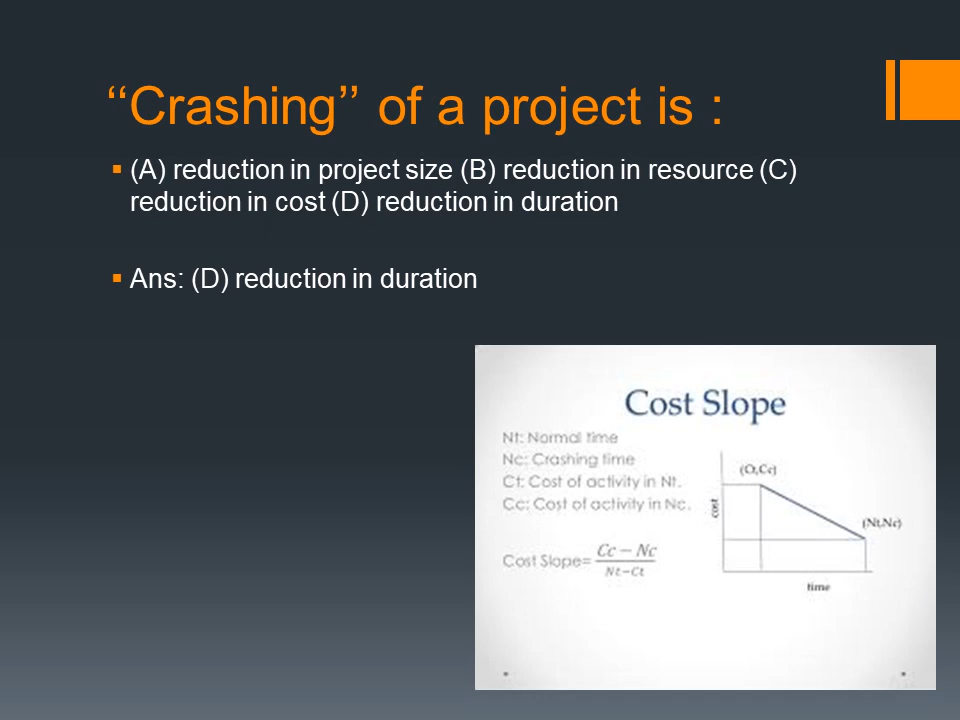 ‘‘Crashing’’ of a project is :
(A) reduction in project size (B) reduction in resource (C)
reduction in cost (D) reduction in duration
Ans: (D) reduction in duration
Cost Slope
Nt: Normal time
Nc: Crashing time
Ct: Cost of activity in Nt.
Cc: Cost of activity in Nc.
Cost Slope= Cc − Nc / Nt−Ct
(Ct,Cc)
cost
(Nt,Nc)
time